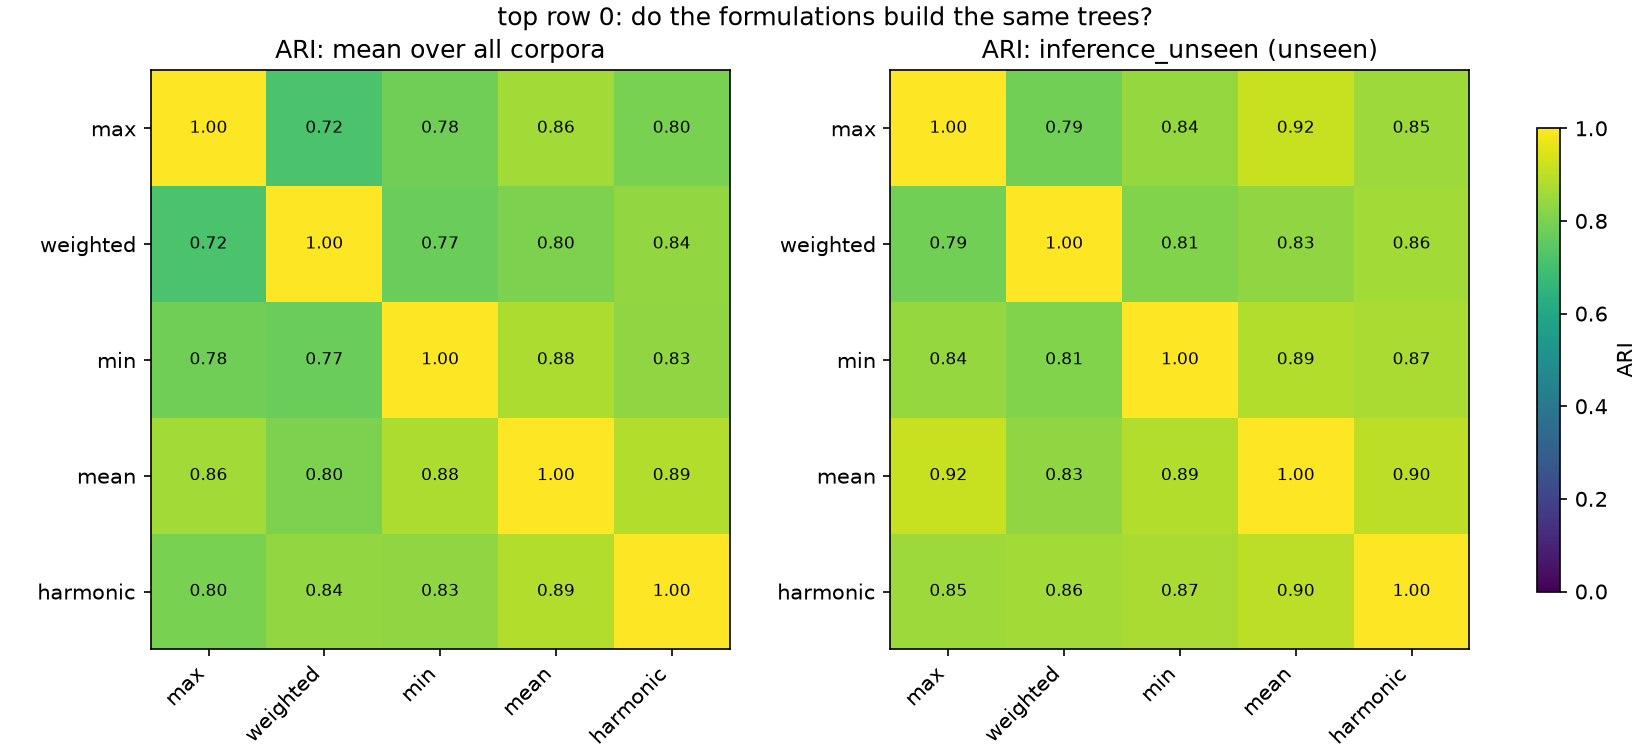 top row 0: do the formulations build the same trees?
ARI: mean over all corpora
max 1.00 0.72 0.78 0.86 0.80
weighted 0.72 1.00 0.77 0.80 0.84
min 0.78 0.77 1.00 0.88 0.83
mean 0.86 0.80 0.88 1.00 0.89
harmonic 0.80 0.84 0.83 0.89 1.00
max weighted min mean harmonic
ARI: inference_unseen (unseen)
max 1.00 0.79 0.84 0.92 0.85
weighted 0.79 1.00 0.81 0.83 0.86
min 0.84 0.81 1.00 0.89 0.87
mean 0.92 0.83 0.89 1.00 0.90
harmonic 0.85 0.86 0.87 0.90 1.00
max weighted min mean harmonic
1.0
0.8
0.6
0.4
0.2
0.0
ARI